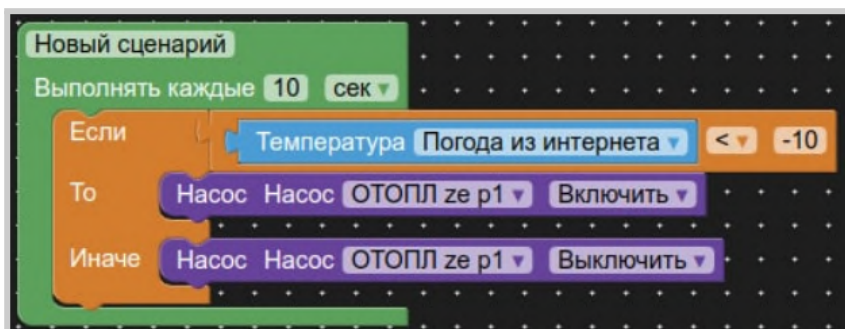 Новый сценарий
Выполнять каждые 10 сек
Если Температура Погода из интернета < -10
То Насос Насос ОТОПЛ ze p1 Включить
Иначе Насос Насос ОТОПЛ ze p1 Выключить